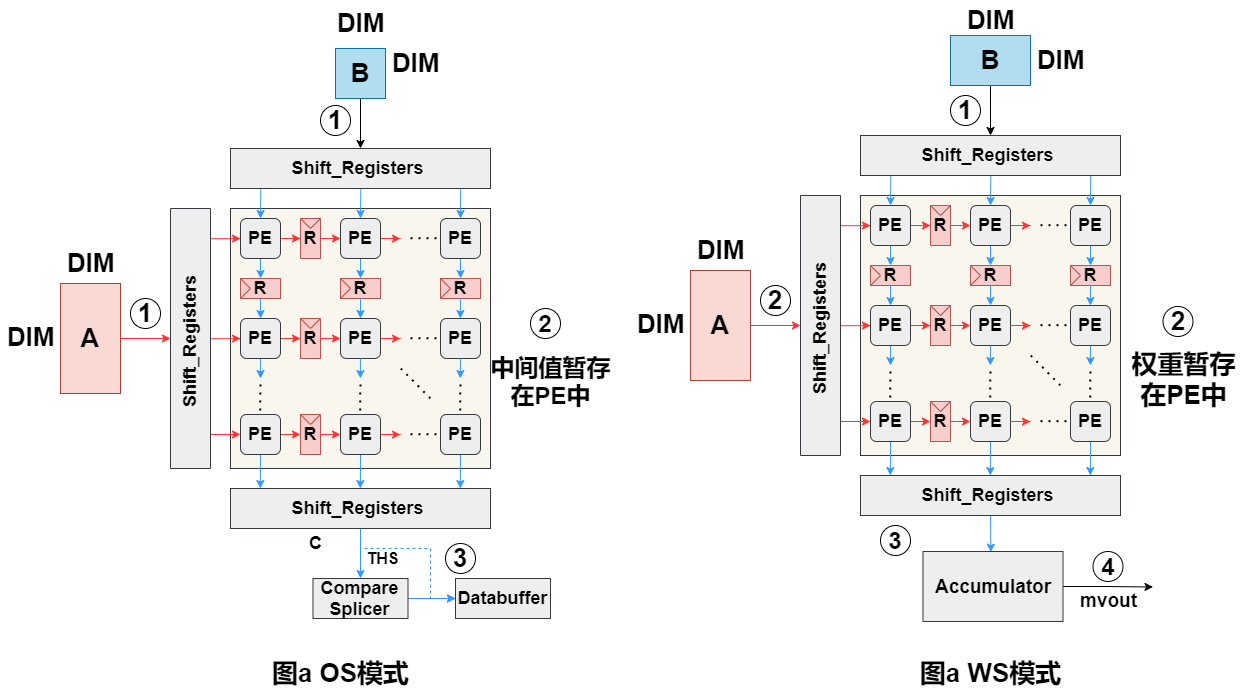 DIM
B
DIM
①
Shift_Registers
DIM
DIM
A
①
Shift_Registers
PE
R
PE
PE
R
R
R
PE
R
PE
PE
PE
R
PE
PE
②
中间值暂存
在PE中
Shift_Registers
C
THS
③
Compare
Splicer
Databuffer
图a OS模式
DIM
B
DIM
①
Shift_Registers
DIM
DIM
A
②
Shift_Registers
PE
R
PE
PE
R
R
R
PE
R
PE
PE
PE
R
PE
PE
②
权重暂存
在PE中
Shift_Registers
③
Accumulator
④
mvout
图a WS模式